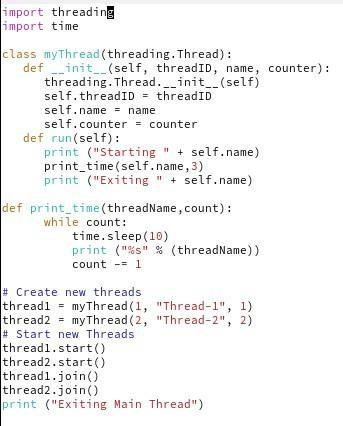 import threading
import time
class myThread(threading.Thread):
def __init__(self, threadID, name, counter):
threading.Thread.__init__(self)
self.threadID = threadID
self.name = name
self.counter = counter
def run(self):
print ("Starting " + self.name)
print_time(self.name,3)
print ("Exiting " + self.name)
def print_time(threadName,count):
while count:
time.sleep(10)
print ("%s" % (threadName))
count -= 1
# Create new threads
thread1 = myThread(1, "Thread-1", 1)
thread2 = myThread(2, "Thread-2", 2)
# Start new Threads
thread1.start()
thread2.start()
thread1.join()
thread2.join()
print ("Exiting Main Thread")